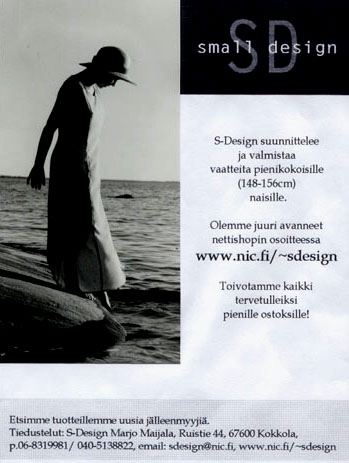 SD
small design
S-Design suunnittelee
ja valmistaa
vaatteita pienikokoisille
(148-156cm)
naisille.
Olemme juuri avanneet
nettishopin osoitteessa
www.nic.fi/~sdesign
Toivotamme kaikki
tervetulleiksi
pienille ostoksille!
Etsimme tuotteillemme uusia jälleenmyyjiä.
Tiedustelut: S-Design Marjo Maijala, Ruistie 44, 67600 Kokkola,
p.06-8319981/ 040-5138822, email: sdesign@nic.fi, www.nic.fi/~sdesign